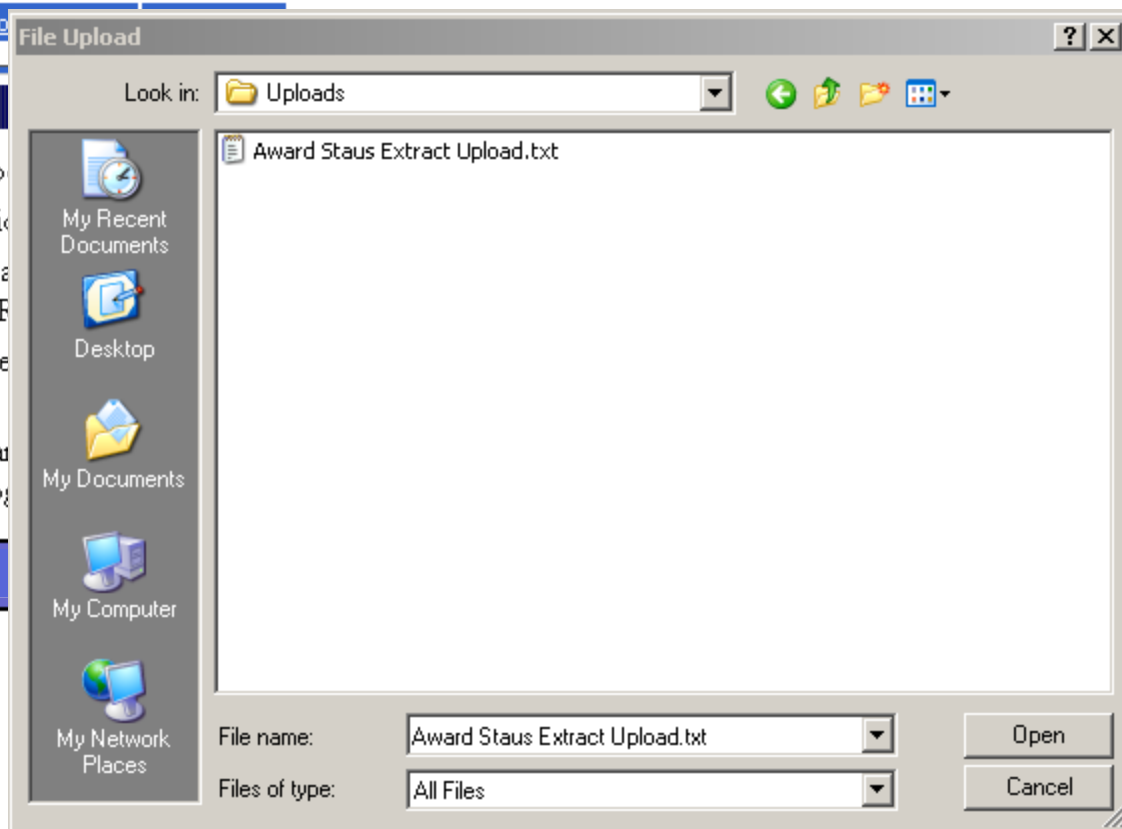 File Upload
Look in: Uploads
Award Staus Extract Upload.txt
My Recent
Documents
Desktop
My Documents
My Computer
My Network
Places
File name: Award Staus Extract Upload.txt Open
Files of type: All Files Cancel